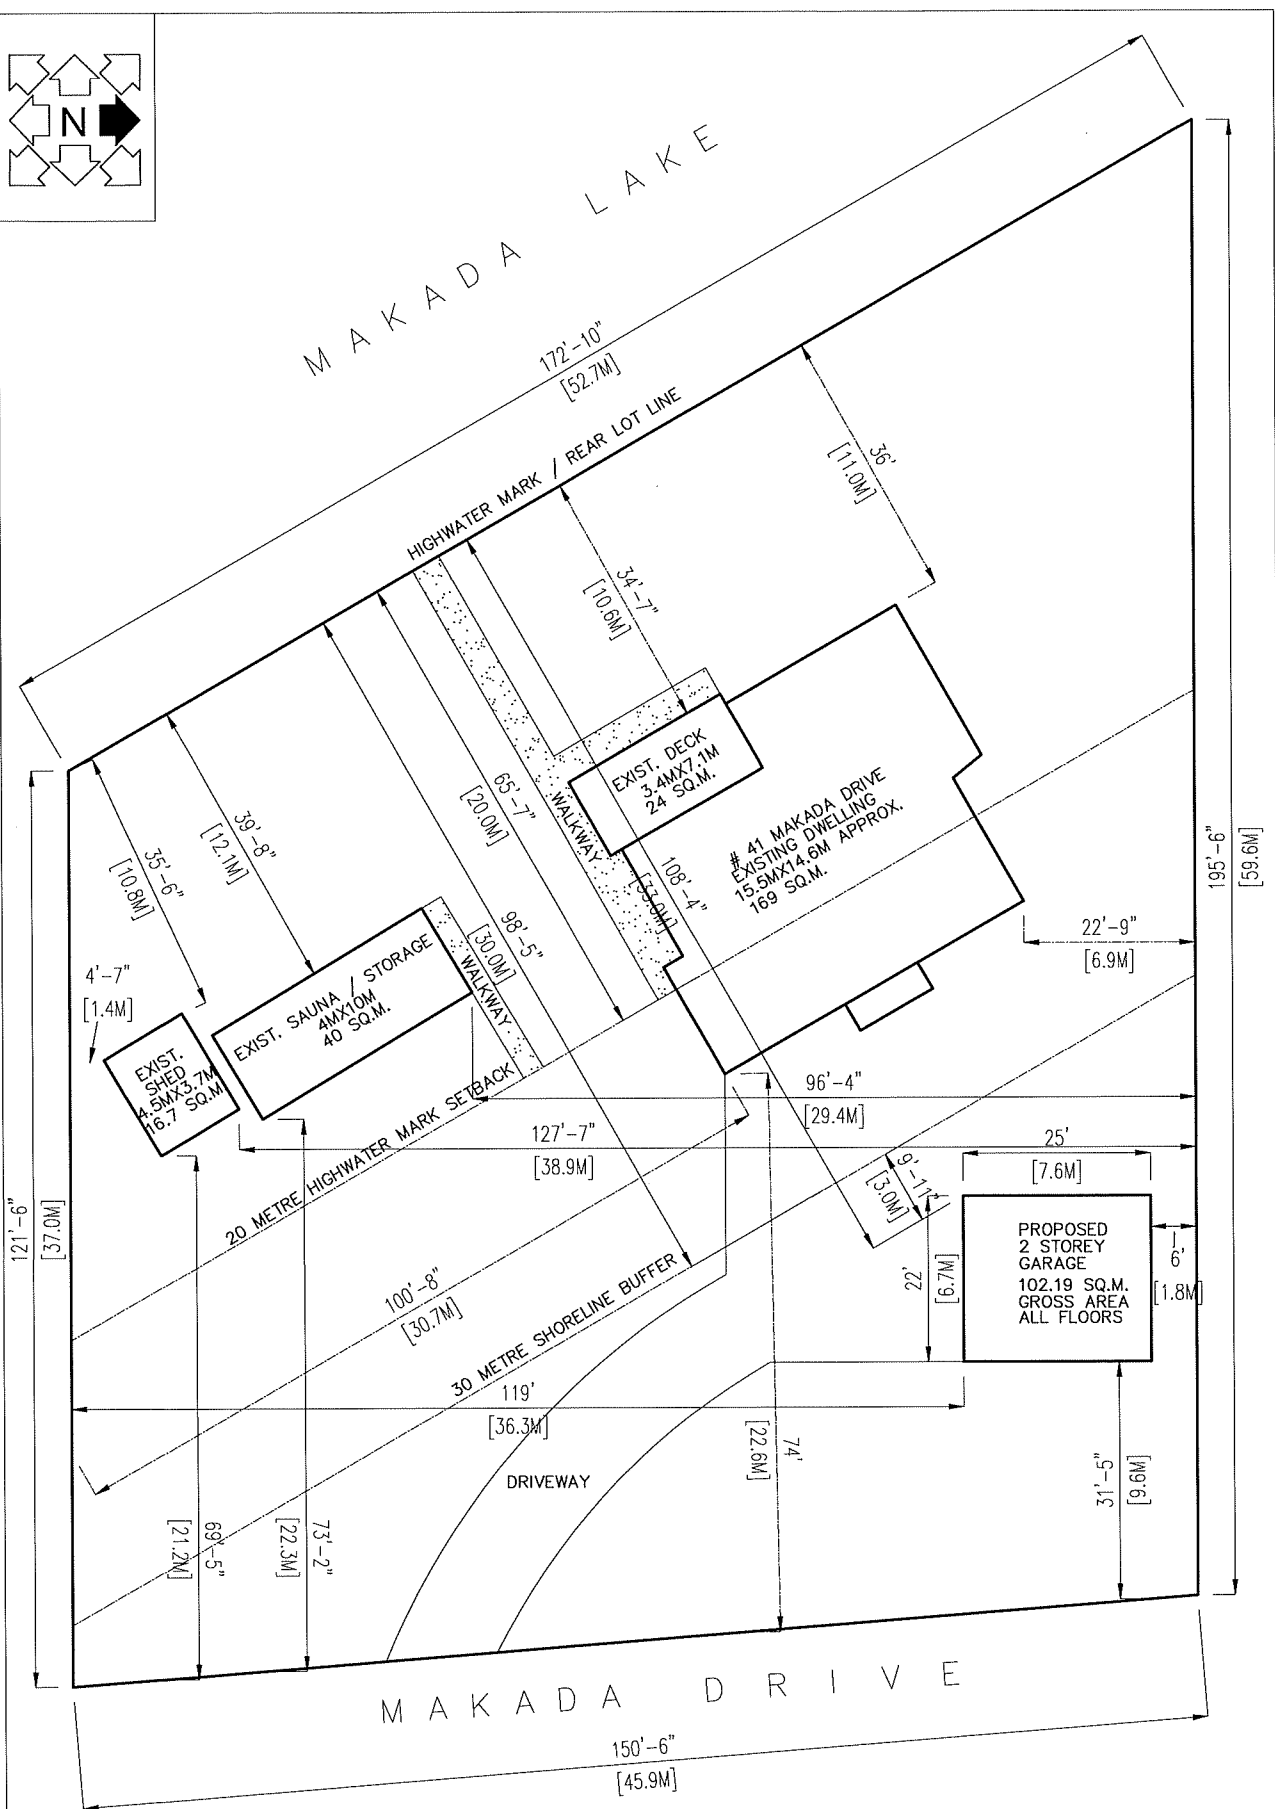 N
MAKADA LAKE
172'-10"
[52.7M]
HIGHWATER MARK / REAR LOT LINE
36'
[11.0M]
34'-7"
[10.6M]
EXIST. DECK
3.4MX7.1M
24 SQ.M.
# 41 MAKADA DRIVE
EXISTING DWELLING
15.5MX14.6M APPROX.
169 SQ.M.
195'-6"
[59.6M]
65'-7"
[20.0M]
WALKWAY
108'-4"
[33.0M]
39'-8"
[12.1M]
35'-6"
[10.8M]
98'-5"
[30.0M]
WALKWAY
EXIST. SAUNA / STORAGE
4MX10M
40 SQ.M.
4'-7"
[1.4M]
EXIST.
SHED
4.5MX3.7M
16.7 SQ.M
22'-9"
[6.9M]
20 METRE HIGHWATER MARK SETBACK
96'-4"
[29.4M]
127'-7"
[38.9M]
25'
[7.6M]
9'-11"
[3.0M]
PROPOSED
2 STOREY
GARAGE
102.19 SQ.M.
GROSS AREA
ALL FLOORS
6'
[1.8M]
22'
[6.7M]
121'-6"
[37.0M]
100'-8"
[30.7M]
30 METRE SHORELINE BUFFER
119'
[36.3M]
74'
[22.6M]
DRIVEWAY
31'-5"
[9.6M]
69'-5"
[21.2M]
73'-2"
[22.3M]
MAKADA DRIVE
150'-6"
[45.9M]